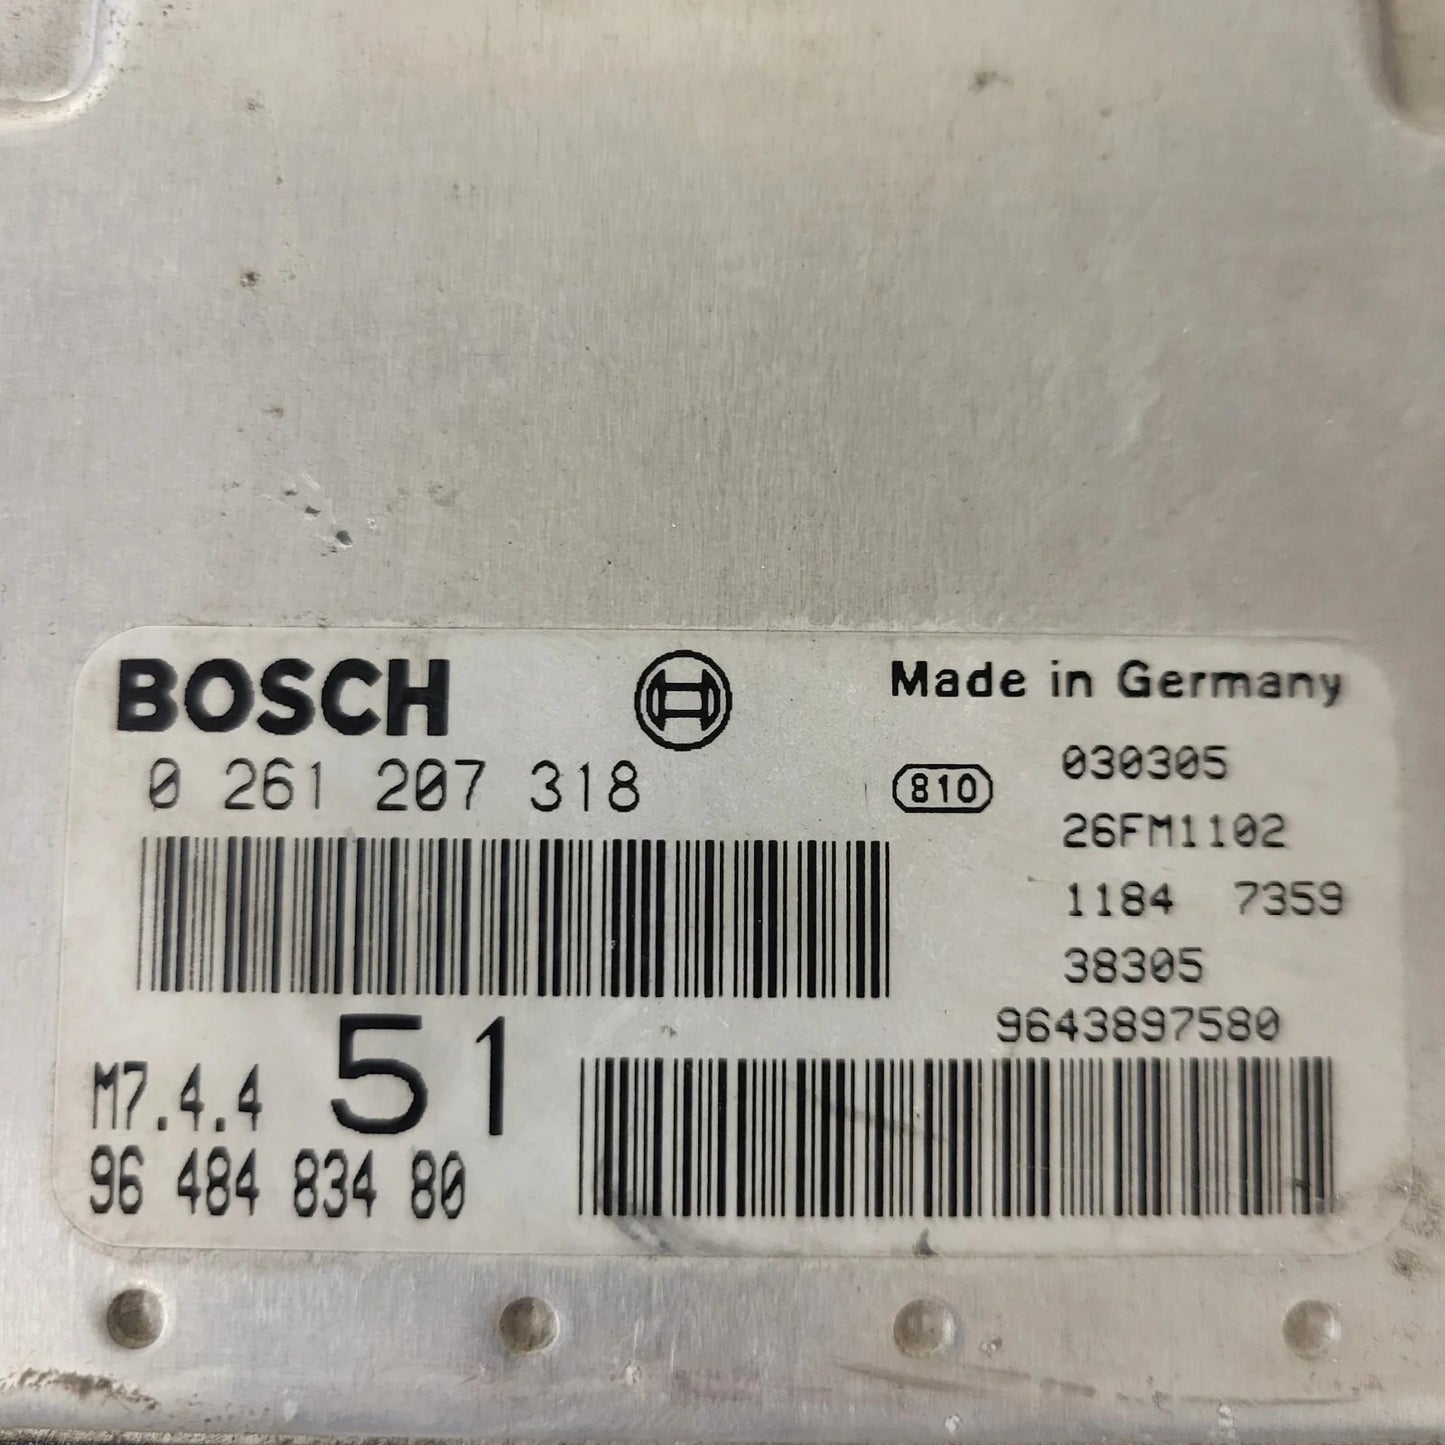 BOSCH
Made in Germany
0 261 207 318
810
030305
26FM1102
1184 7359
38305
9643897580
M7.4.4
51
96 484 834 80